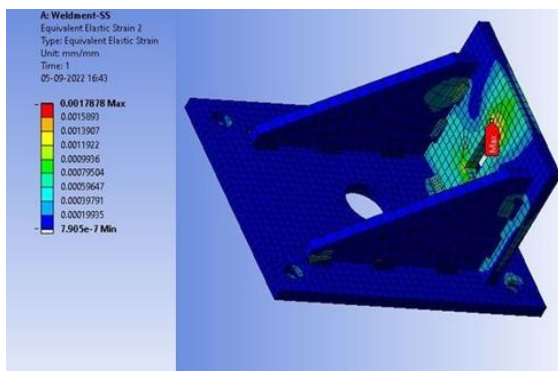 A: Weldment-SS
Equivalent Elastic Strain 2
Type: Equivalent Elastic Strain
Unit: mm/mm
Time: 1
05-09-2022 16:43
0.0017878 Max
0.0015893
0.0013907
0.0011922
0.0009936
0.00079504
0.00059647
0.00039791
0.00019935
7.905e-7 Min
Max